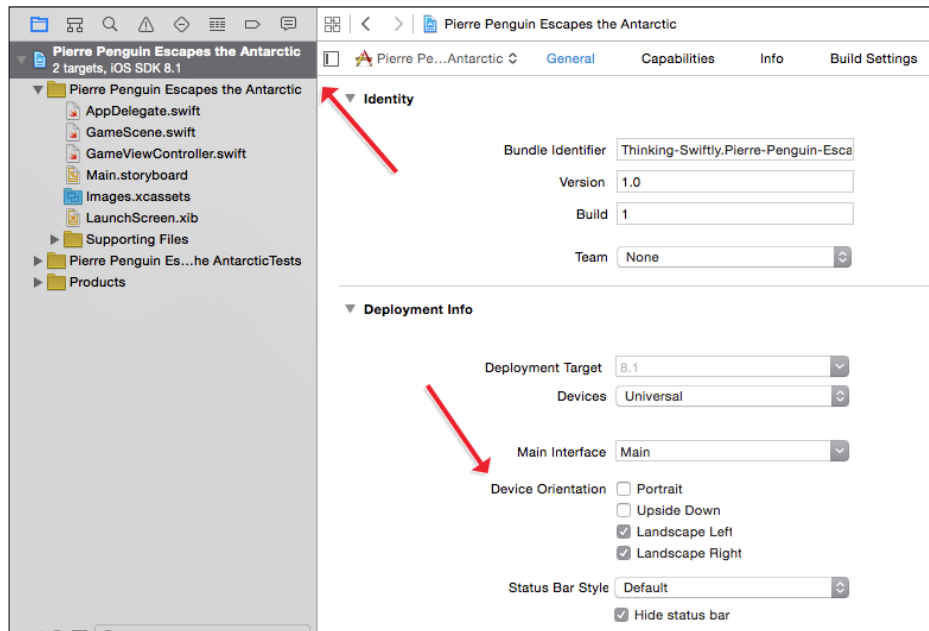 Pierre Penguin Escapes the Antarctic
Pierre Penguin Escapes the Antarctic
2 targets, iOS SDK 8.1
Pierre Pe...Antarctic General Capabilities Info Build Settings
Pierre Penguin Escapes the Antarctic
AppDelegate.swift
GameScene.swift
GameViewController.swift
Main.storyboard
Images.xcassets
LaunchScreen.xib
Supporting Files
Pierre Penguin Es...he AntarcticTests
Products
Identity
Bundle Identifier Thinking-Swiftly.Pierre-Penguin-Esca
Version 1.0
Build 1
Team None
Deployment Info
Deployment Target 8.1
Devices Universal
Main Interface Main
Device Orientation Portrait
Upside Down
Landscape Left
Landscape Right
Status Bar Style Default
Hide status bar